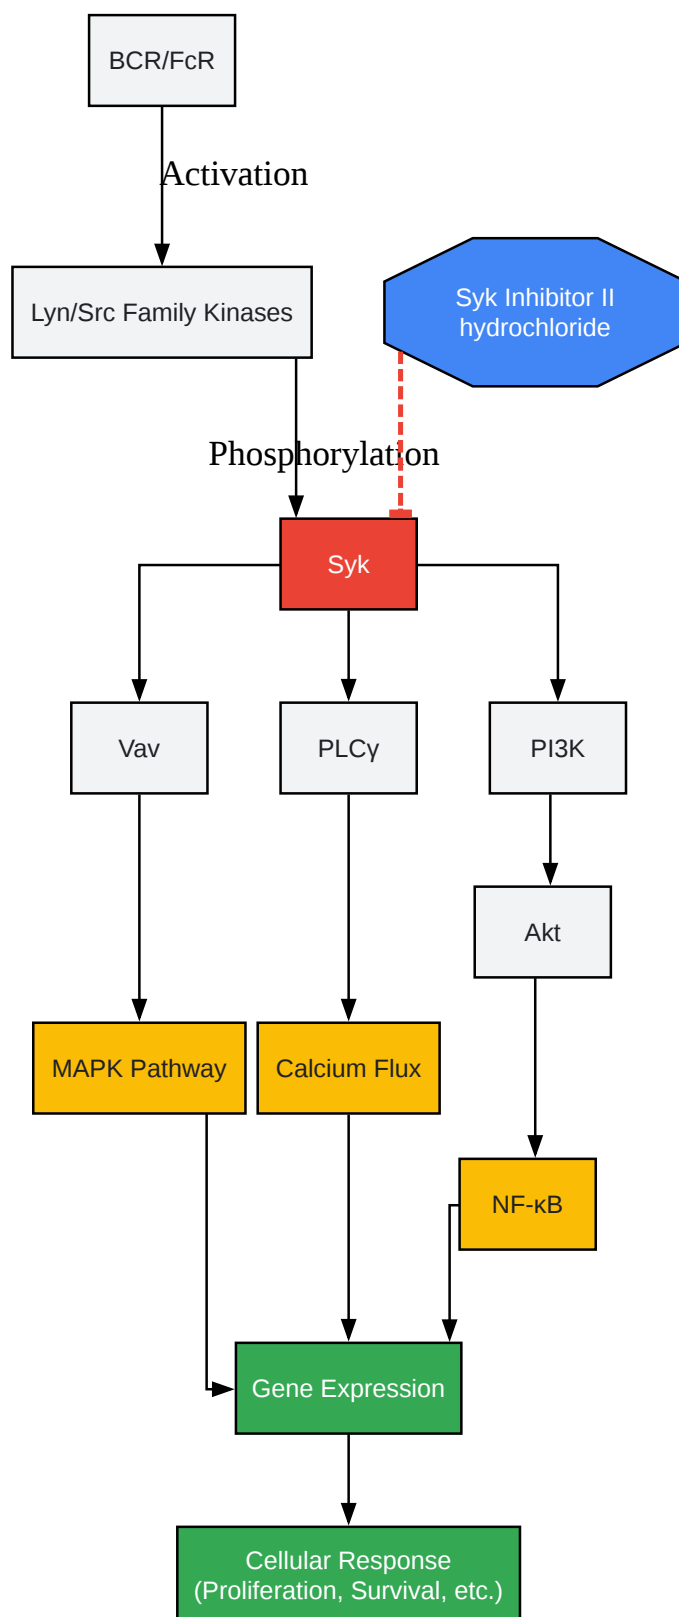 BCR/FcR
Activation
Lyn/Src Family Kinases
Syk Inhibitor II
hydrochloride
Phosphorylation
Syk
Vav
PLCγ
PI3K
Akt
MAPK Pathway
Calcium Flux
NF-κB
Gene Expression
Cellular Response
(Proliferation, Survival, etc.)